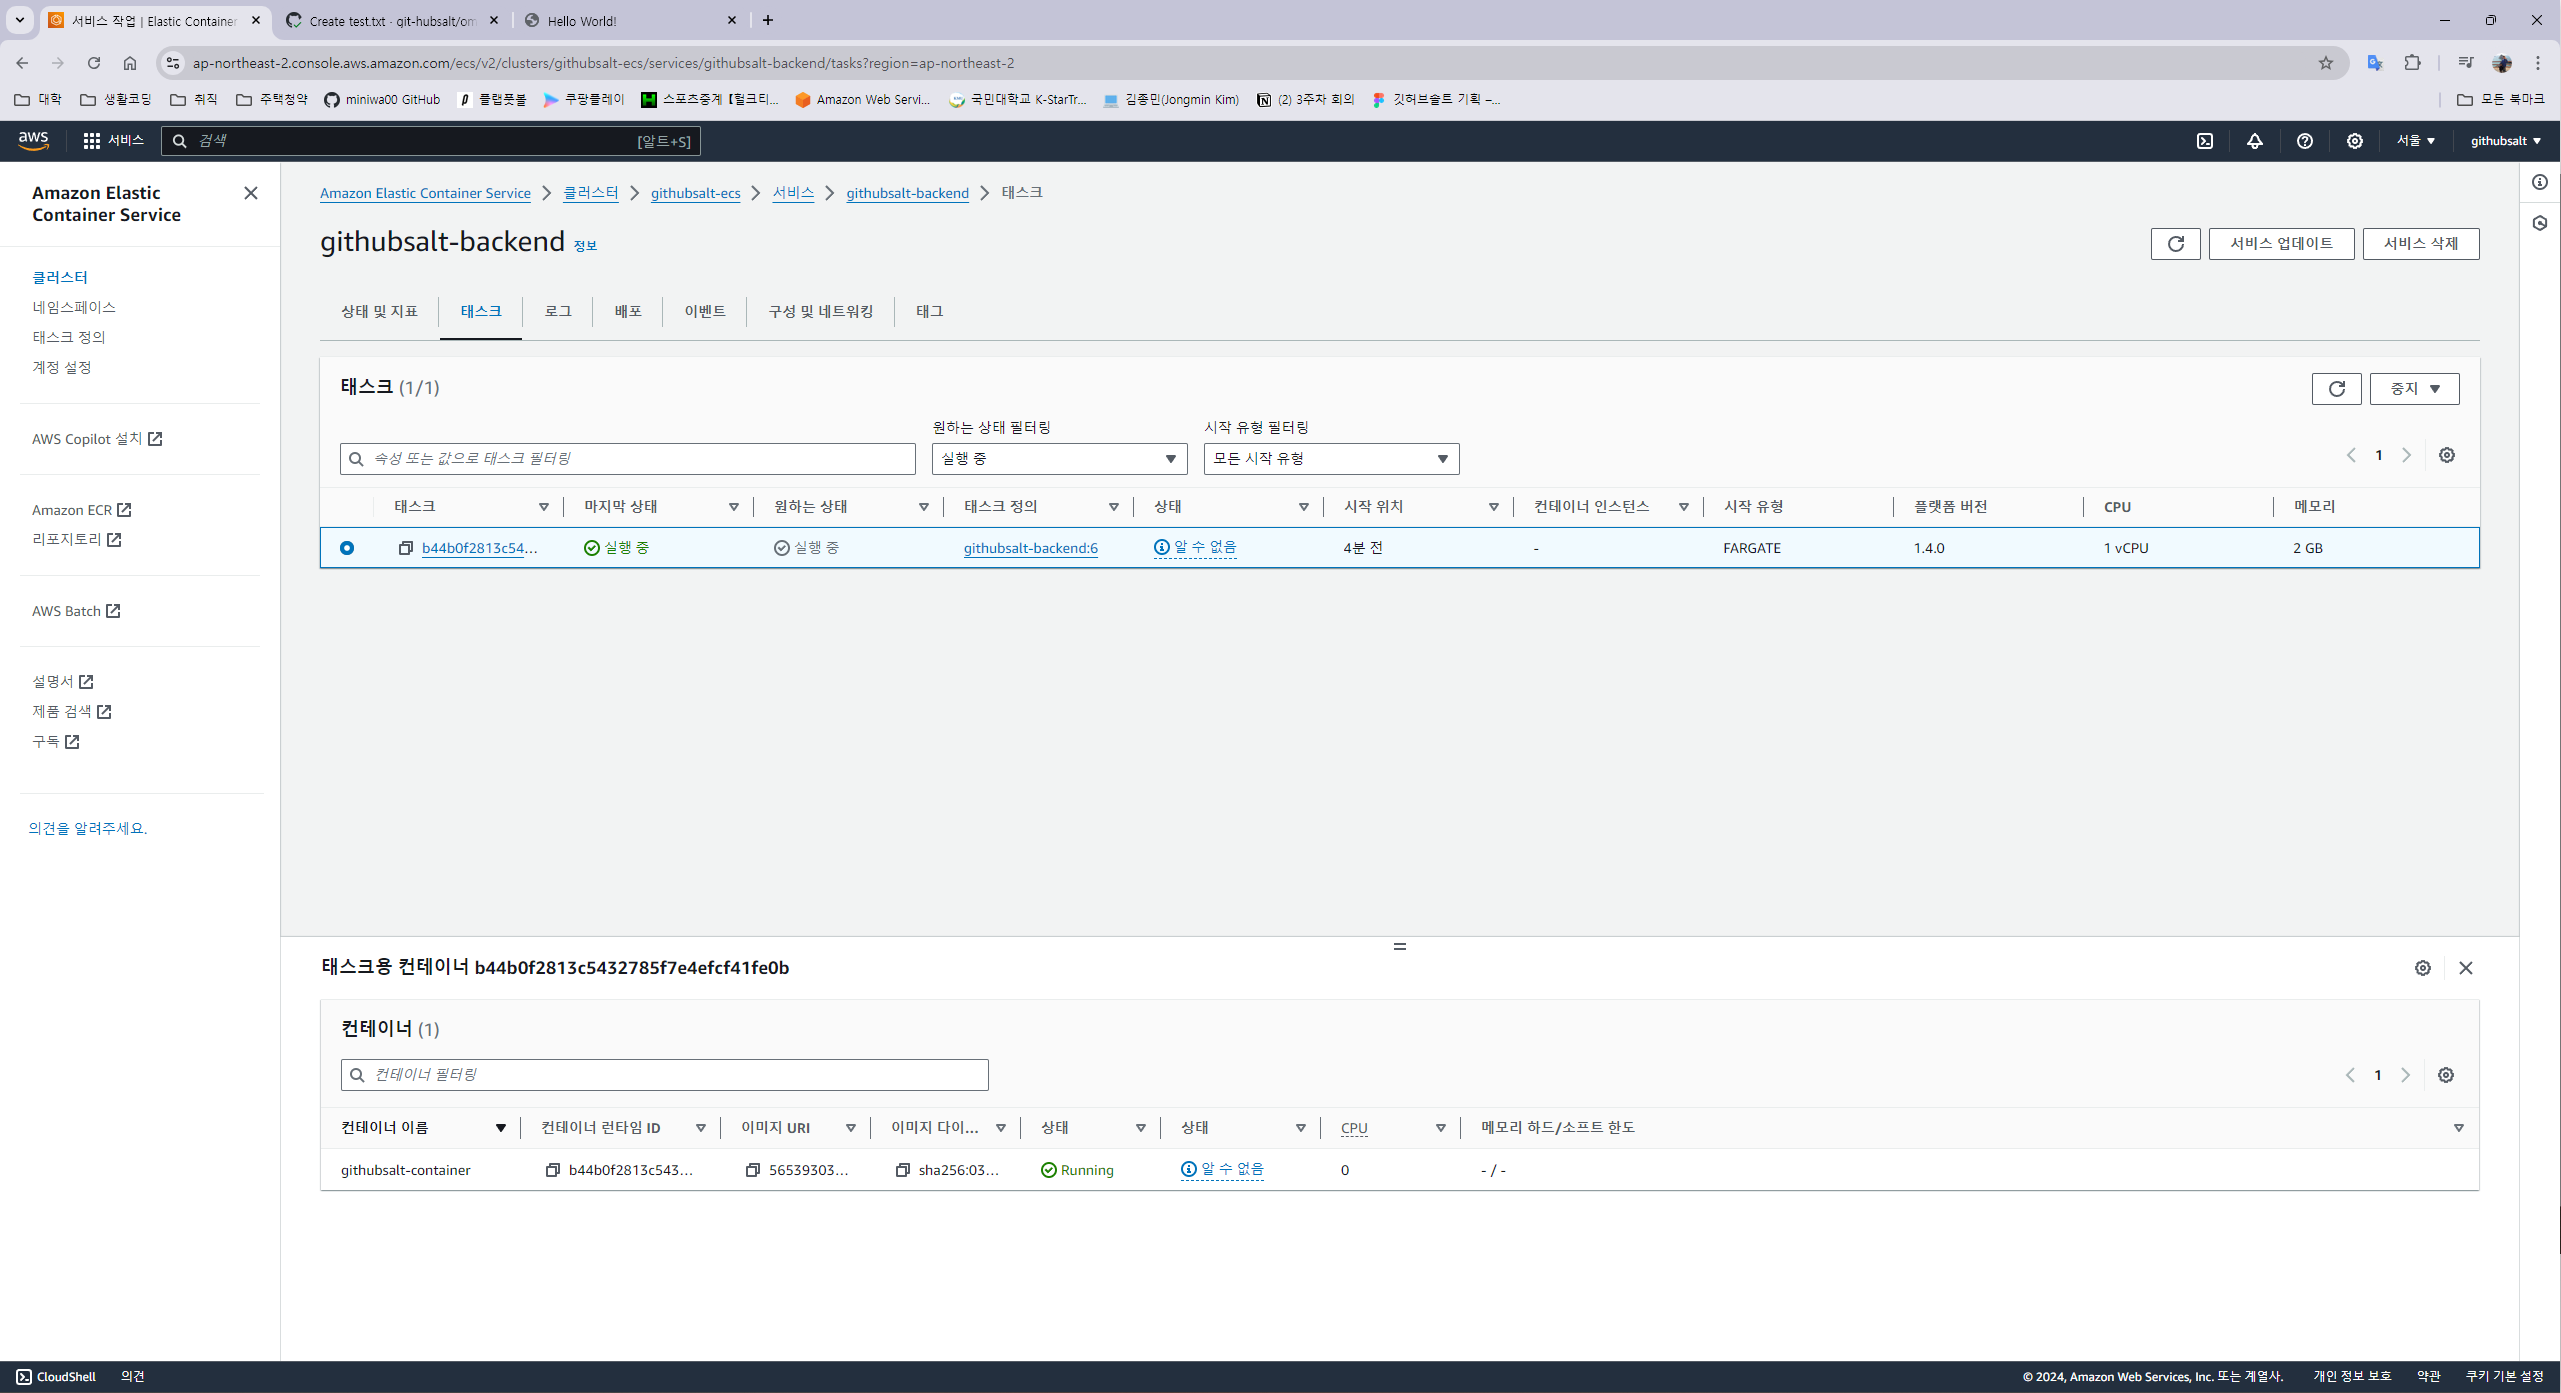 서비스 작업 | Elastic Container
Create test.txt · git-hubsalt/om
Hello World!
ap-northeast-2.console.aws.amazon.com/ecs/v2/clusters/githubsalt-ecs/services/githubsalt-backend/tasks?region=ap-northeast-2
대학 생활코딩 취직 주택청약 miniwa00 GitHub 플랩풋볼 쿠팡플레이 스포츠중계【헐크티... Amazon Web Servi... 국민대학교 K-StarTr... 김종민(Jongmin Kim) (2) 3주차 회의 깃허브솔트 기획 –... 모든 북마크
aws 서비스 검색 [알트+S] 서울 githubsalt
Amazon Elastic
Container Service
클러스터
네임스페이스
태스크 정의
계정 설정
AWS Copilot 설치
Amazon ECR
리포지토리
AWS Batch
설명서
제품 검색
구독
의견을 알려주세요.
Amazon Elastic Container Service 클러스터 githubsalt-ecs 서비스 githubsalt-backend 태스크
githubsalt-backend 정보
서비스 업데이트 서비스 삭제
상태 및 지표 태스크 로그 배포 이벤트 구성 및 네트워킹 태그
태스크 (1/1)
중지
원하는 상태 필터링 시작 유형 필터링
속성 또는 값으로 태스크 필터링 실행 중 모든 시작 유형 1
태스크 마지막 상태 원하는 상태 태스크 정의 상태 시작 위치 컨테이너 인스턴스 시작 유형 플랫폼 버전 CPU 메모리
b44b0f2813c54... 실행 중 실행 중 githubsalt-backend:6 알 수 없음 4분 전 - FARGATE 1.4.0 1 vCPU 2 GB
태스크용 컨테이너 b44b0f2813c5432785f7e4efcf41fe0b
컨테이너 (1)
컨테이너 필터링 1
컨테이너 이름 컨테이너 런타임 ID 이미지 URI 이미지 다이... 상태 상태 CPU 메모리 하드/소프트 한도
githubsalt-container b44b0f2813c543... 56539303... sha256:03... Running 알 수 없음 0 - / -
CloudShell 의견 © 2024, Amazon Web Services, Inc. 또는 계열사. 개인 정보 보호 약관 쿠키 기본 설정